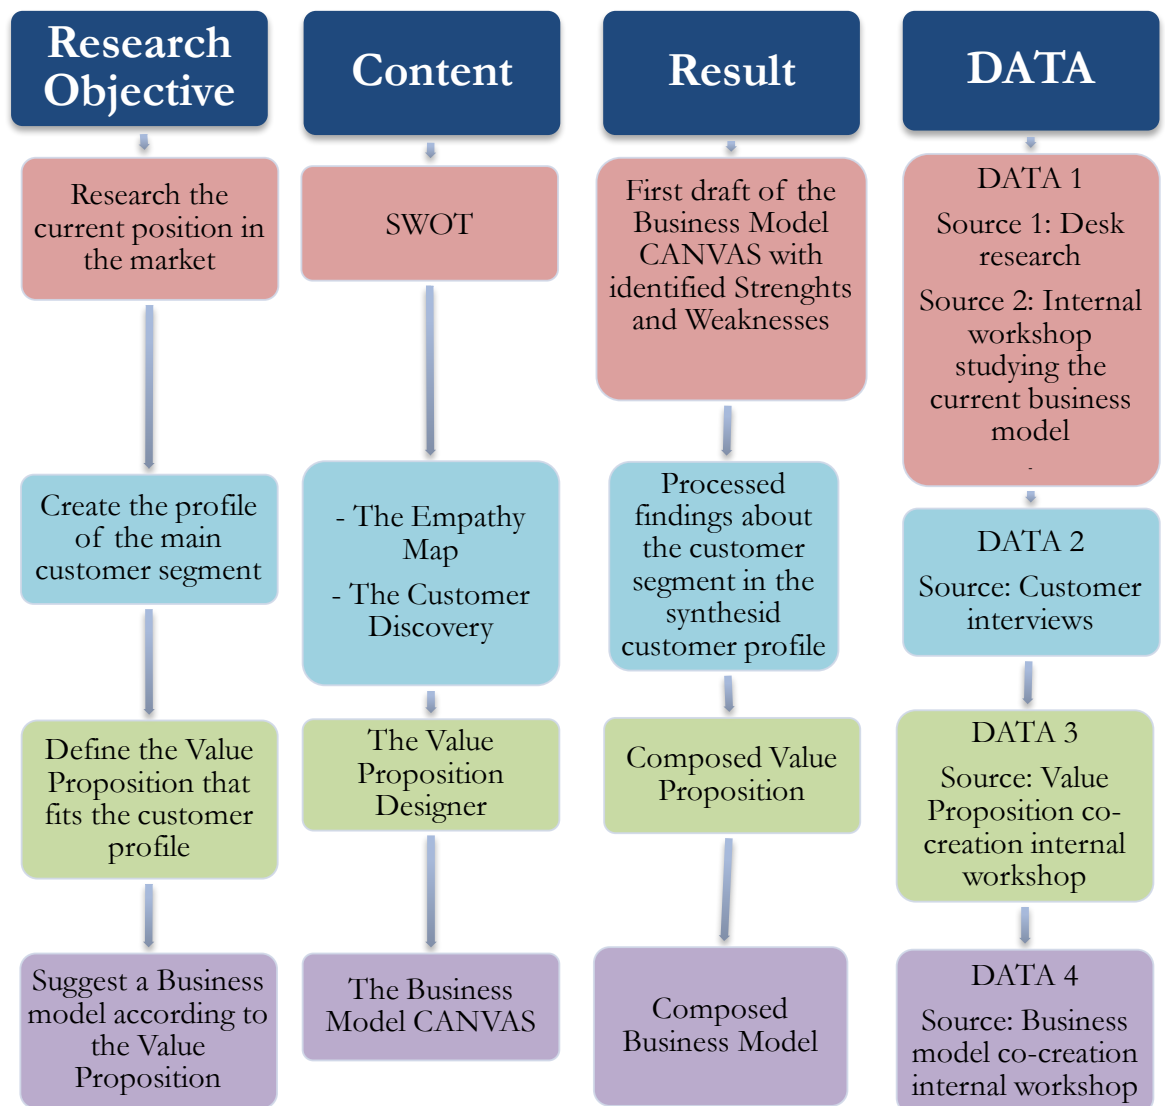 Research
Objective
Content
Result
DATA
Research the
current position in
the market
SWOT
First draft of the
Business Model
CANVAS with
identified Strenghts
and Weaknesses
DATA 1
Source 1: Desk
research
Source 2: Internal
workshop
studying the
current business
model
.
Create the profile
of the main
customer segment
- The Empathy
Map
- The Customer
Discovery
Processed
findings about
the customer
segment in the
synthesid
customer profile
DATA 2
Source: Customer
interviews
Define the Value
Proposition that
fits the customer
profile
The Value
Proposition
Designer
Composed Value
Proposition
DATA 3
Source: Value
Proposition co-
creation internal
workshop
Suggest a Business
model according to
the Value
Proposition
The Business
Model CANVAS
Composed
Business Model
DATA 4
Source: Business
model co-creation
internal workshop